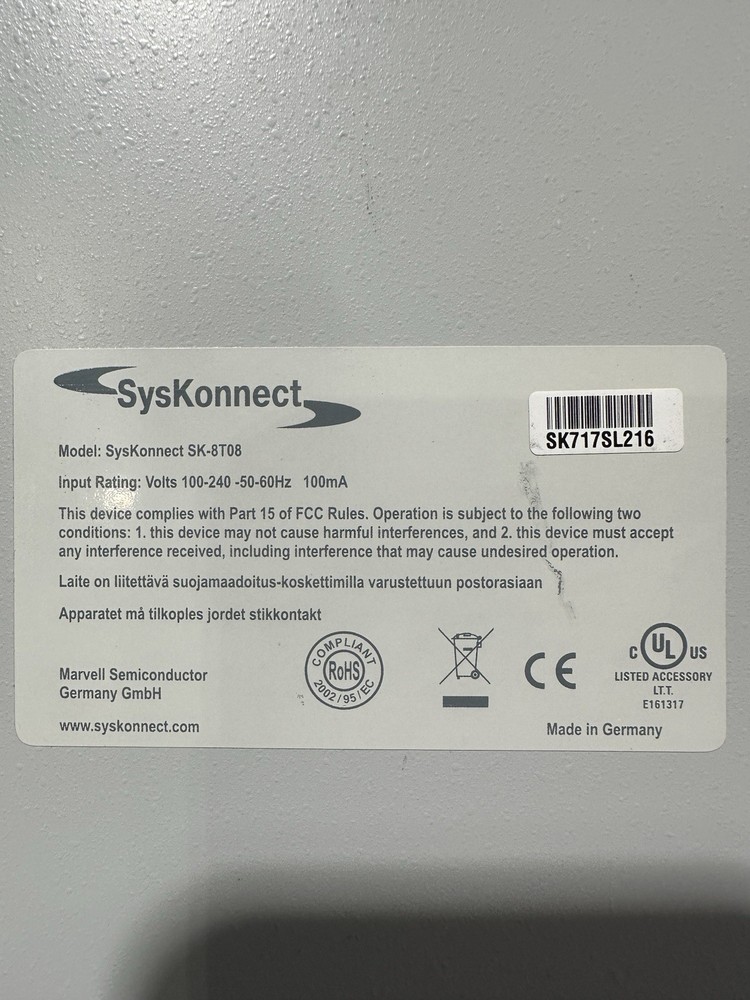 SysKonnect
SK717SL216
Model: SysKonnect SK-8T08
Input Rating: Volts 100-240 -50-60Hz 100mA
This device complies with Part 15 of FCC Rules. Operation is subject to the following two
conditions: 1. this device may not cause harmful interferences, and 2. this device must accept
any interference received, including interference that may cause undesired operation.
Laite on liitettävä suojamaadoitus-koskettimilla varustettuun postorasiaan
Apparatet må tilkoples jordet stikkontakt
Marvell Semiconductor
Germany GmbH
www.syskonnect.com
COMPLIANT
RoHS
2002/95/EC
CE
C UL US
LISTED ACCESSORY
I.T.T.
E161317
Made in Germany